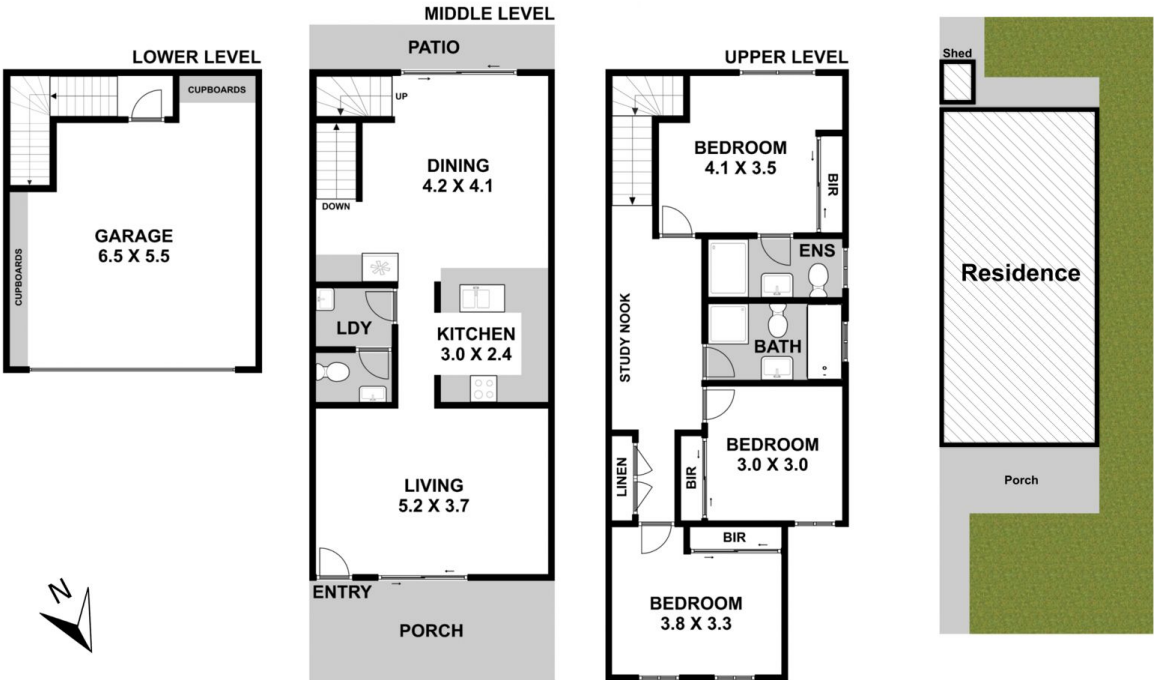 LOWER LEVEL
CUPBOARDS
GARAGE
6.5 X 5.5
CUPBOARDS
N
MIDDLE LEVEL
PATIO
UP
DINING
4.2 X 4.1
DOWN
LDY
KITCHEN
3.0 X 2.4
LIVING
5.2 X 3.7
ENTRY
PORCH
UPPER LEVEL
BEDROOM
4.1 X 3.5
BIR
ENS
STUDY NOOK
BATH
BEDROOM
3.0 X 3.0
LINEN
BIR
BIR
BEDROOM
3.8 X 3.3
Shed
Residence
Porch